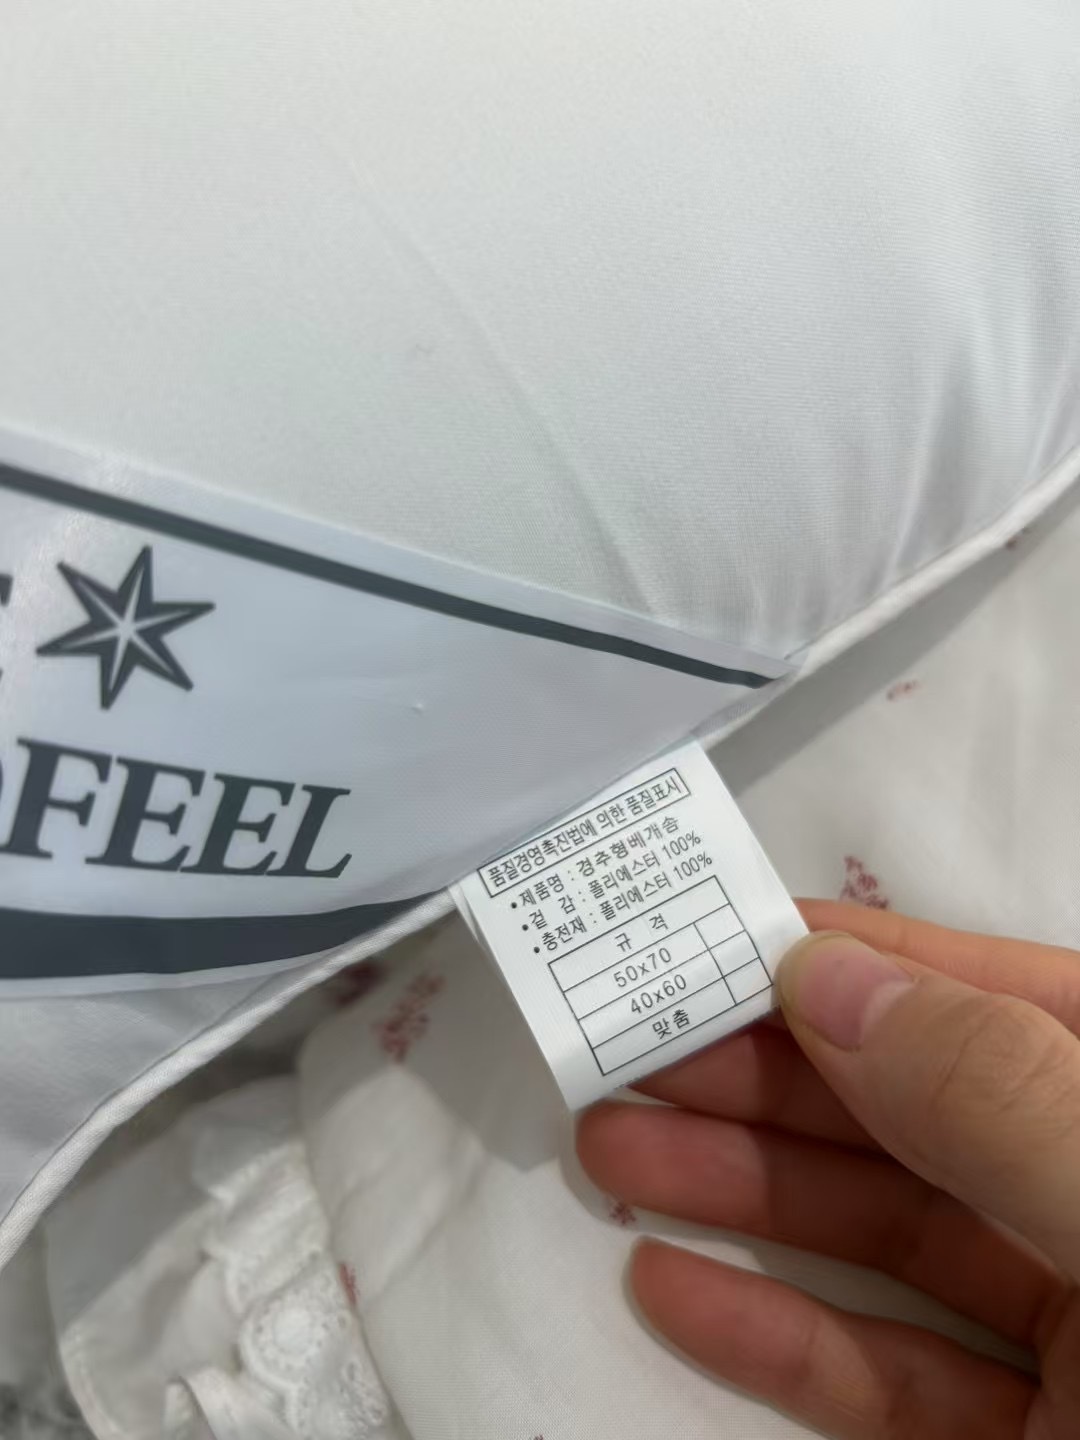 FEEL
품질경영촉진법에 의한 품질표시
•제품명 : 경추형베개솜
•겉 감 : 폴리에스터 100%
•충전재 : 폴리에스터 100%
규 격
50x70
40x60
맞춤